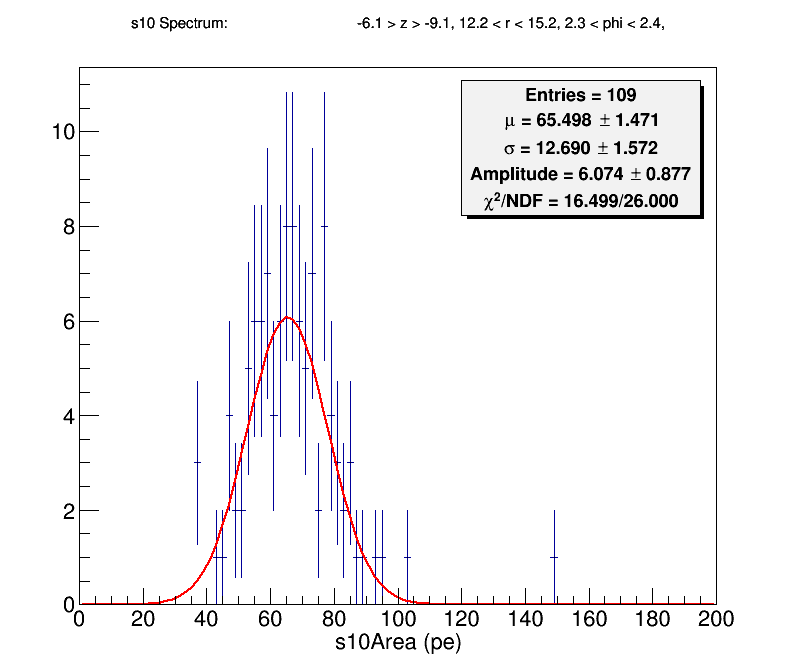 s10 Spectrum: -6.1 > z > -9.1, 12.2 < r < 15.2, 2.3 < phi < 2.4,
Entries = 109
μ = 65.498 ± 1.471
σ = 12.690 ± 1.572
Amplitude = 6.074 ± 0.877
χ²/NDF = 16.499/26.000
10
8
6
4
2
0
0 20 40 60 80 100 120 140 160 180 200
s10Area (pe)